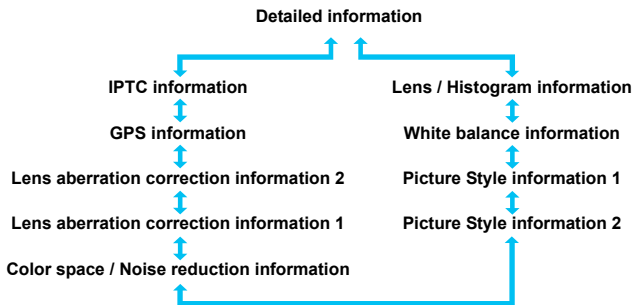 Detailed information
IPTC information
Lens / Histogram information
GPS information
White balance information
Lens aberration correction information 2
Picture Style information 1
Lens aberration correction information 1
Picture Style information 2
Color space / Noise reduction information